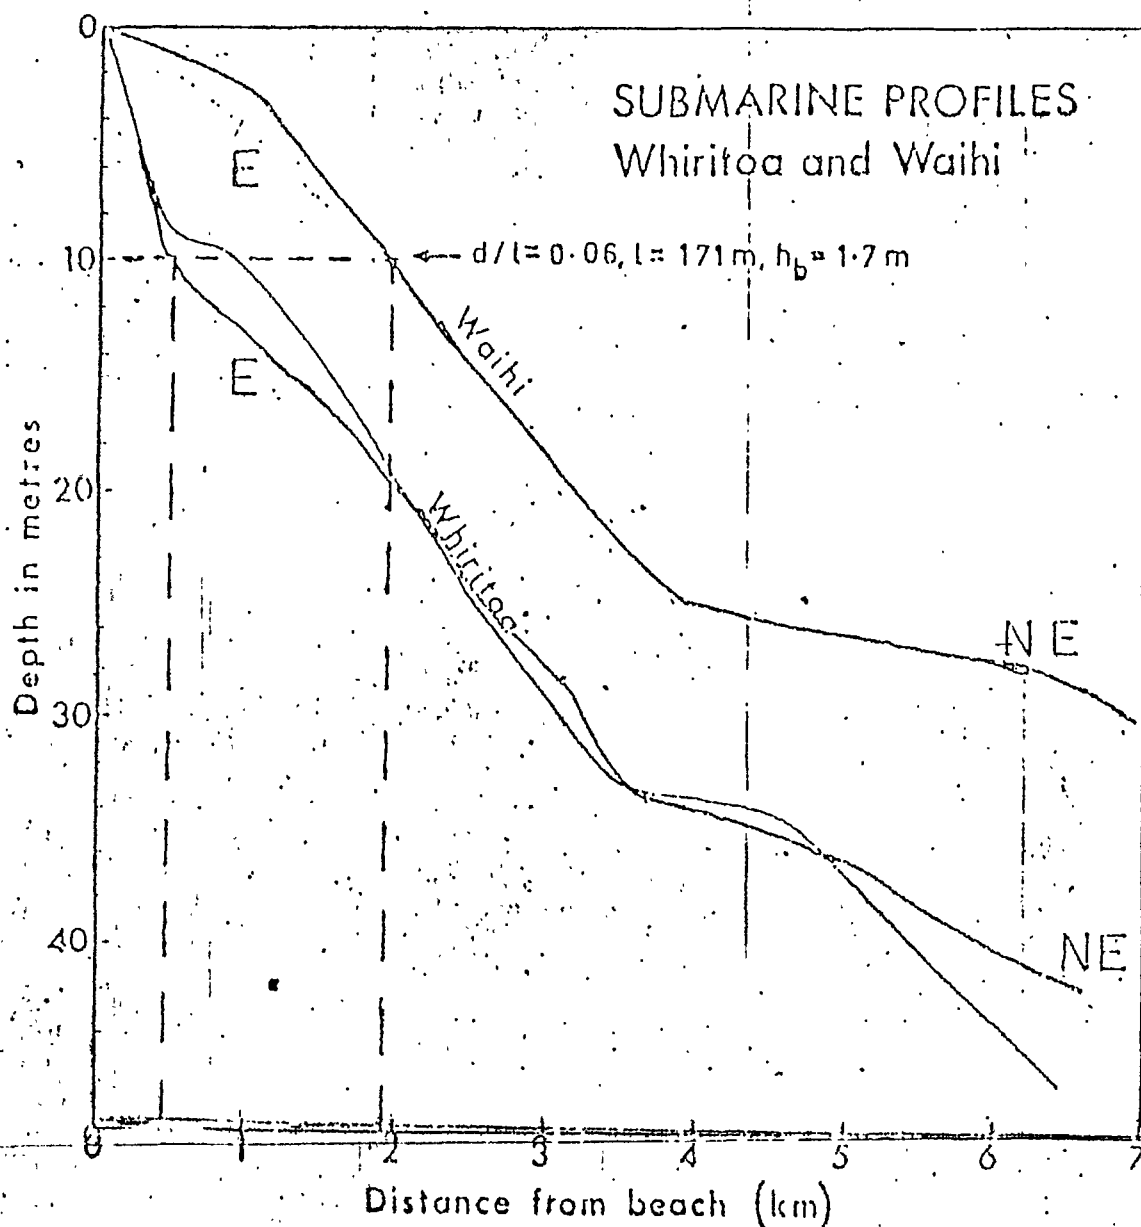 SUBMARINE PROFILES
Whiritoa and Waihi
0
10
20
30
40
Depth in metres
E
d/l = 0·06, l = 171 m, h_b = 1·7 m
Waihi
E
Whiritoa
NE
NE
0 1 2 3 4 5 6 7
Distance from beach (km)